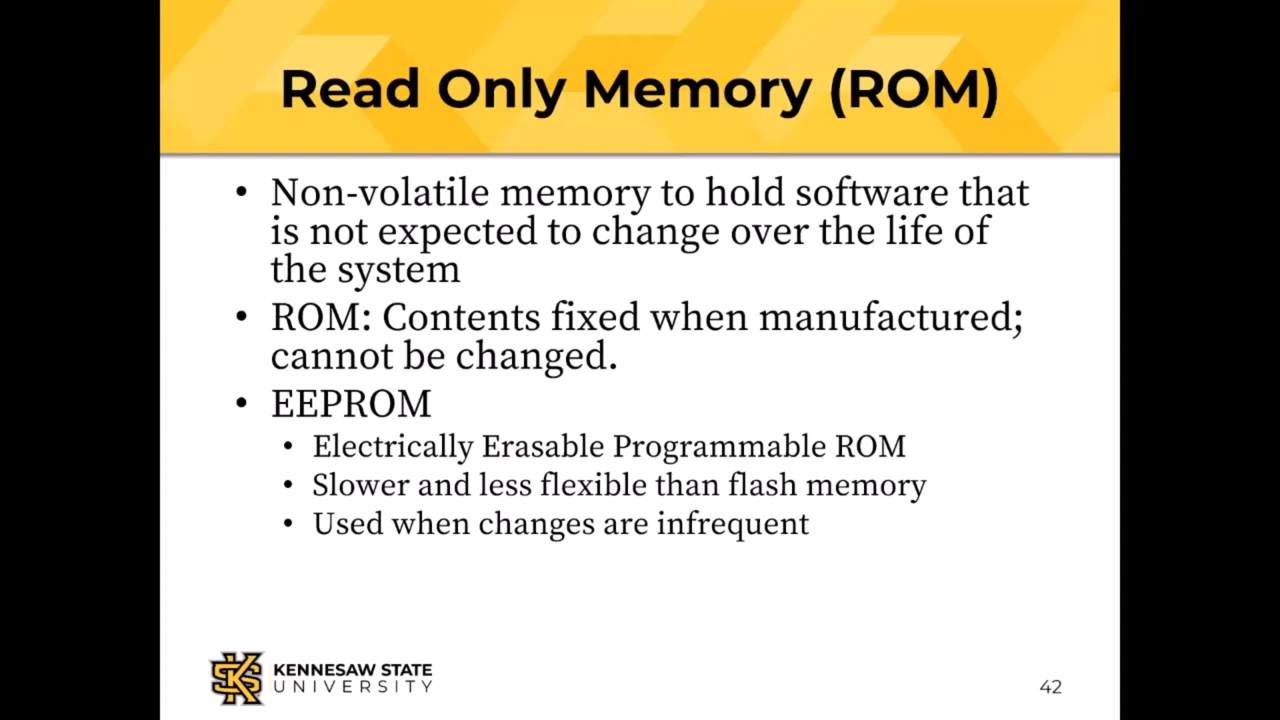 Read Only Memory (ROM)
• Non-volatile memory to hold software that
is not expected to change over the life of
the system
• ROM: Contents fixed when manufactured;
cannot be changed.
• EEPROM
• Electrically Erasable Programmable ROM
• Slower and less flexible than flash memory
• Used when changes are infrequent
KS
KENNESAW STATE
UNIVERSITY
42